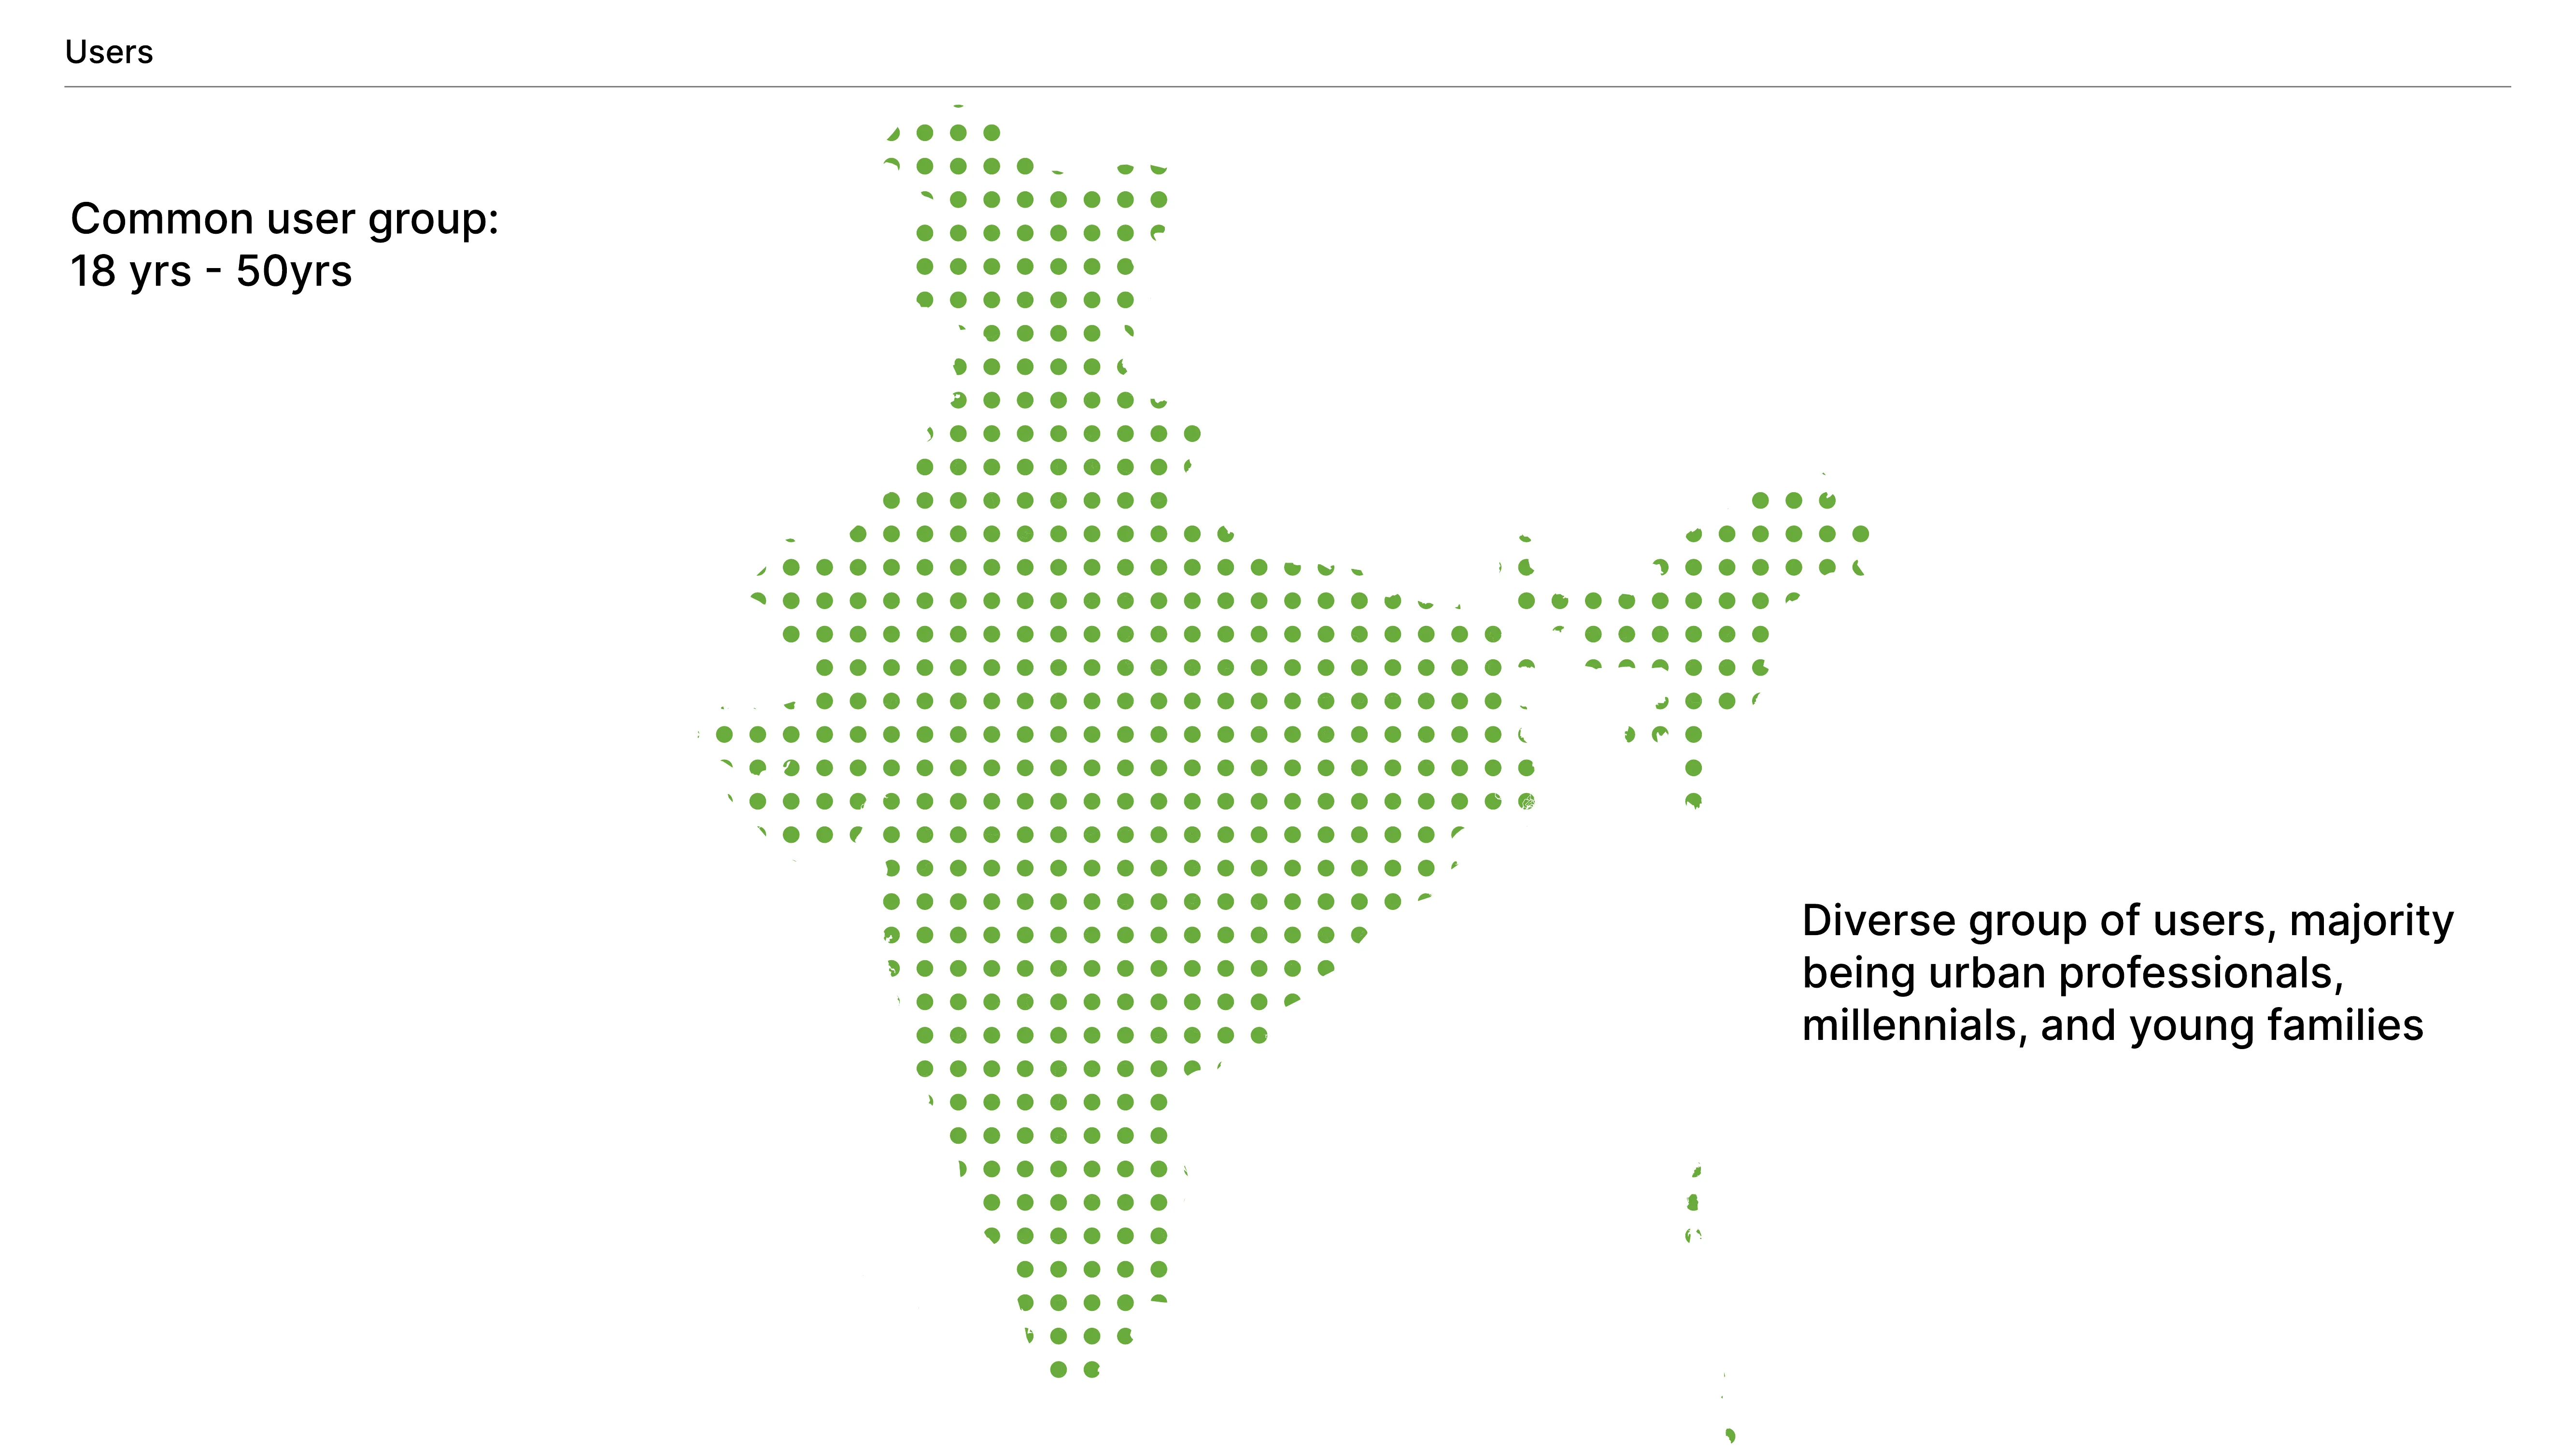 Users
Common user group:
18 yrs - 50yrs
Diverse group of users, majority
being urban professionals,
millennials, and young families